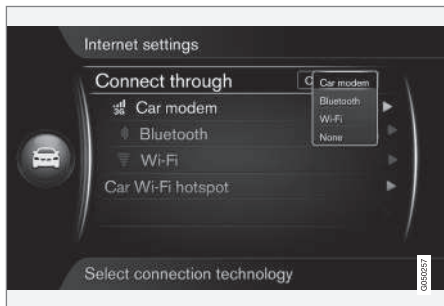 Internet settings
Connect through C
Car modem
Bluetooth
Wi-Fi
None
3G Car modem
Bluetooth
Wi-Fi
Car Wi-Fi hotspot
Select connection technology
G050257